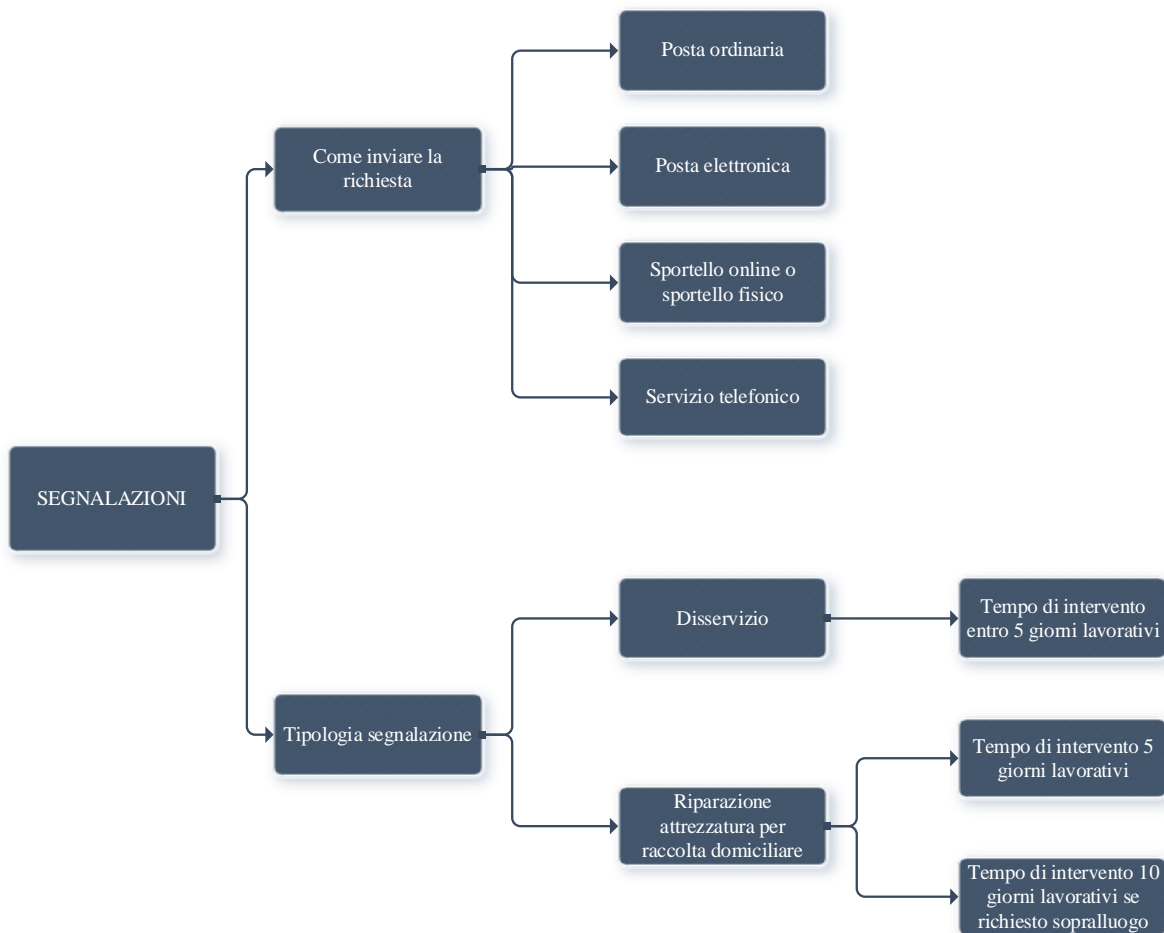 SEGNALAZIONI
Come inviare la
richiesta
Posta ordinaria
Posta elettronica
Sportello online o
sportello fisico
Servizio telefonico
Tipologia segnalazione
Disservizio
Tempo di intervento
entro 5 giorni lavorativi
Riparazione
attrezzatura per
raccolta domiciliare
Tempo di intervento 5
giorni lavorativi
Tempo di intervento 10
giorni lavorativi se
richiesto sopralluogo